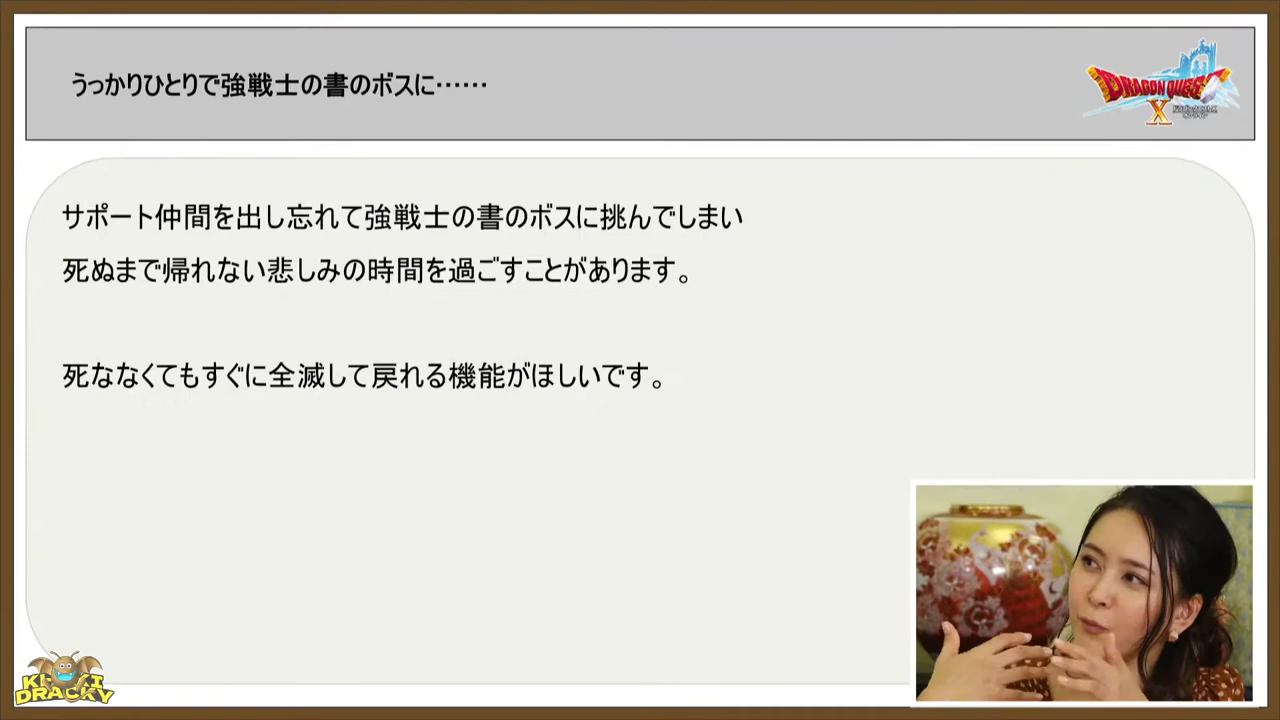 うっかりひとりで強戦士の書のボスに……
DRAGON QUEST
X
サポート仲間を出し忘れて強戦士の書のボスに挑んでしまい
死ぬまで帰れない悲しみの時間を過ごすことがあります。
死ななくてもすぐに全滅して戻れる機能がほしいです。
DRACKY